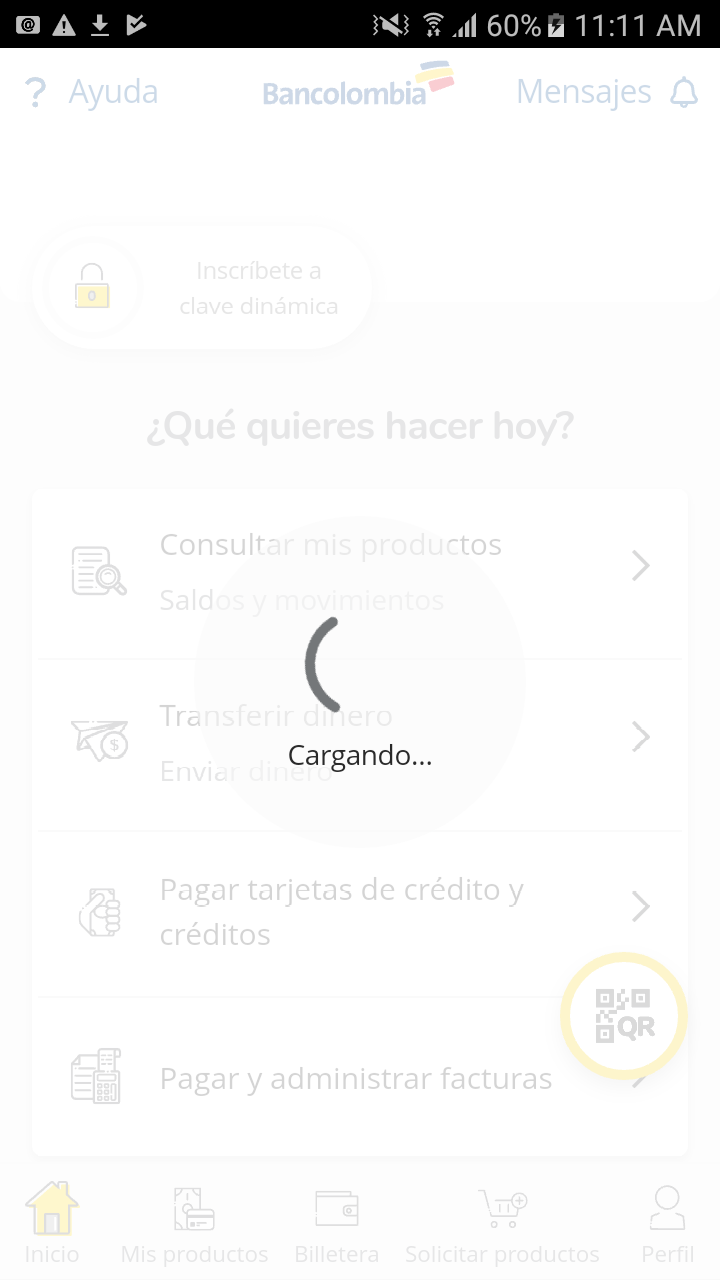 60% 11:11 AM
? Ayuda
Bancolombia
Mensajes
Inscríbete a
clave dinámica
¿Qué quieres hacer hoy?
Consultar mis productos
Saldos y movimientos
Transferir dinero
Cargando...
Enviar dinero
Pagar tarjetas de crédito y
créditos
QR
Pagar y administrar facturas
Inicio
Mis productos
Billetera
Solicitar productos
Perfil